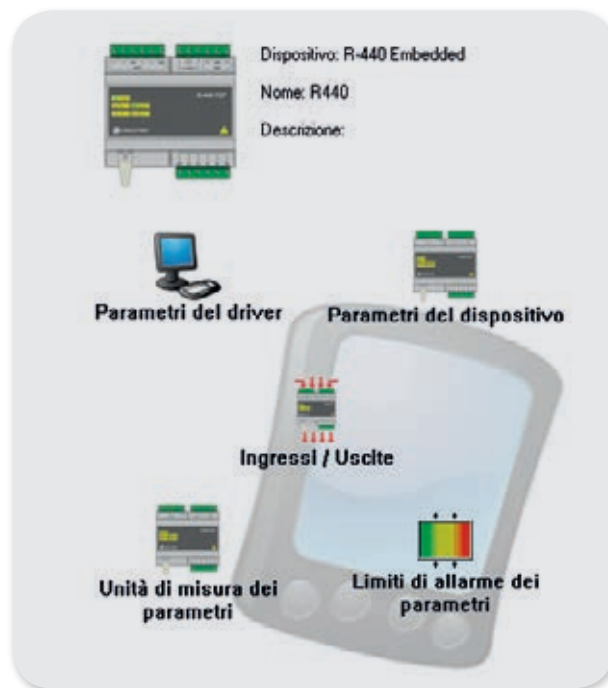 Dispositivo: R-440 Embedded
Nome: R440
Descrizione:
Parametri del driver
Parametri del dispositivo
Ingressi / Uscite
Unità di misura dei
parametri
Limiti di allarme dei
parametri